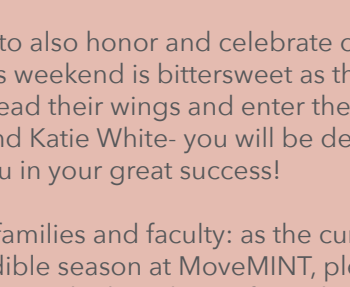 to also honor and celebrate
s weekend is bittersweet as th
ead their wings and enter the
nd Katie White- you will be de
u in your great success!
families and faculty: as the cu
dible season at MoveMINT, ple